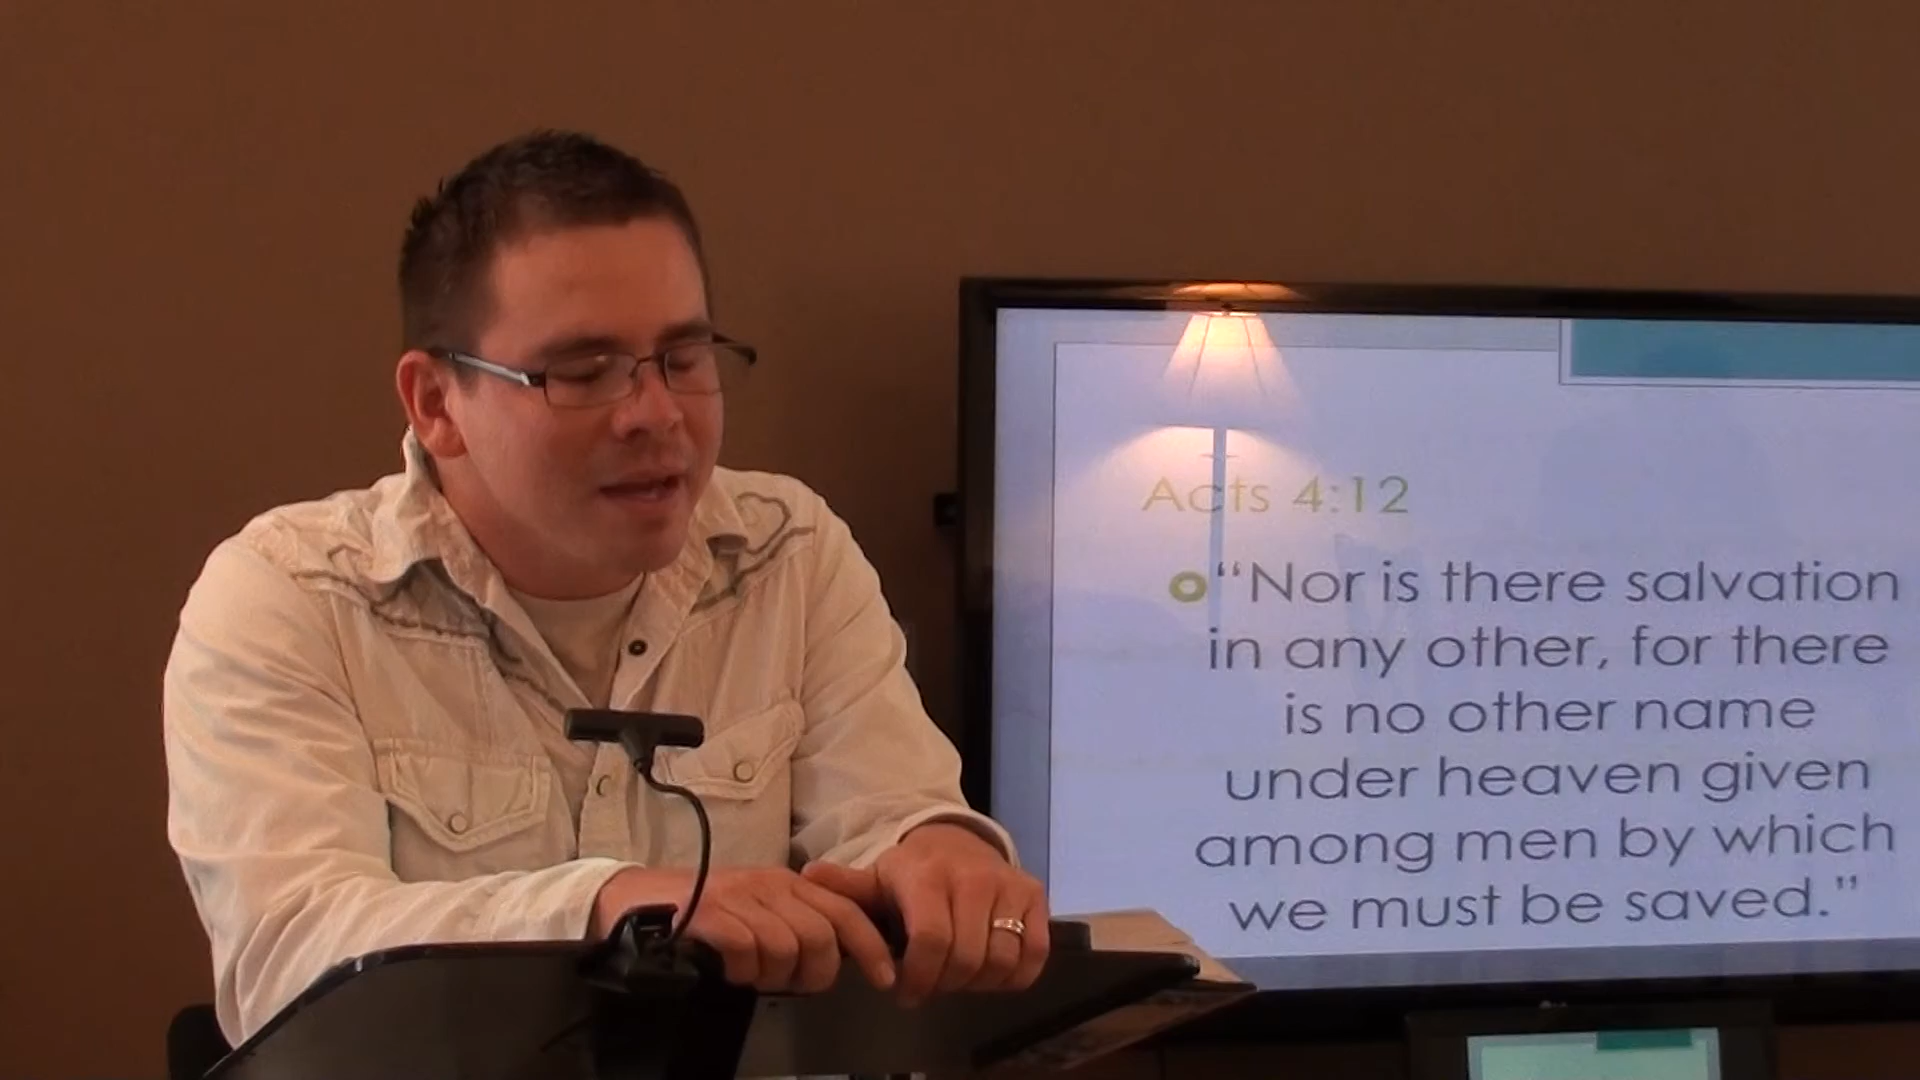 Acts 4:12
“Nor is there salvation
in any other, for there
is no other name
under heaven given
among men by which
we must be saved.”